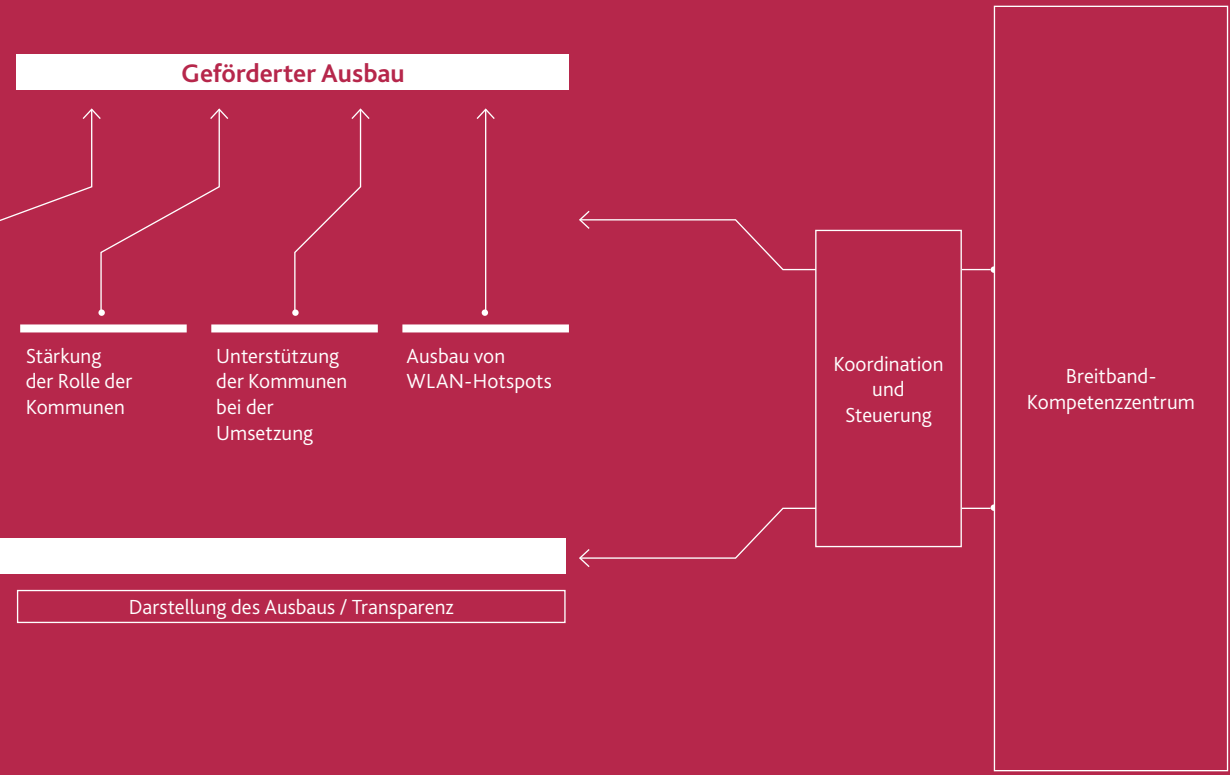 Geförderter Ausbau
Stärkung
der Rolle der
Kommunen
Unterstützung
der Kommunen
bei der
Umsetzung
Ausbau von
WLAN-Hotspots
Koordination
und
Steuerung
Breitband-
Kompetenzzentrum
Darstellung des Ausbaus / Transparenz